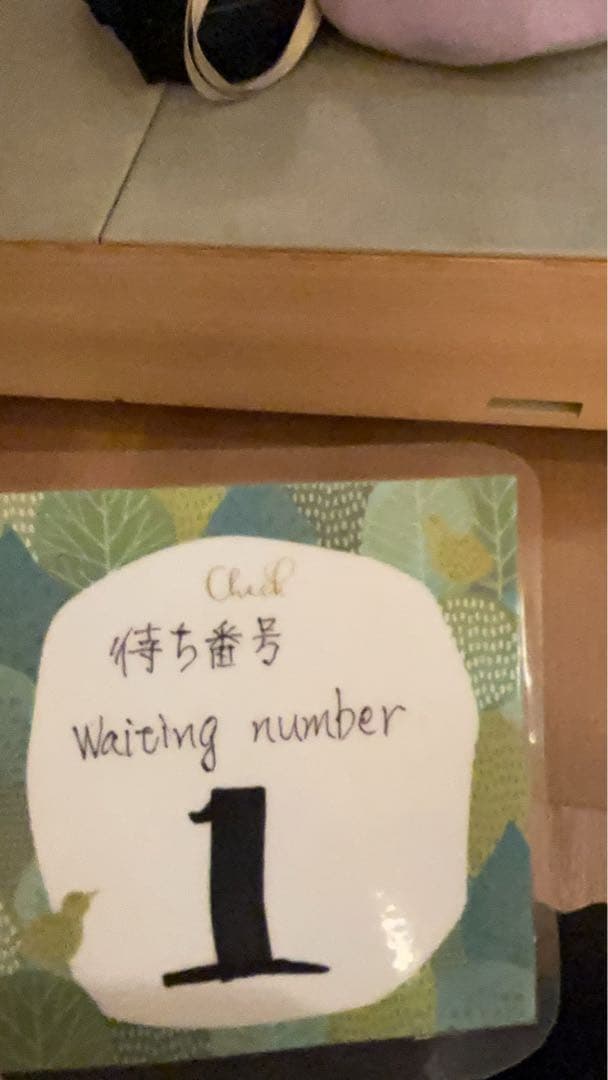 Check
待ち番号
Waiting number
1